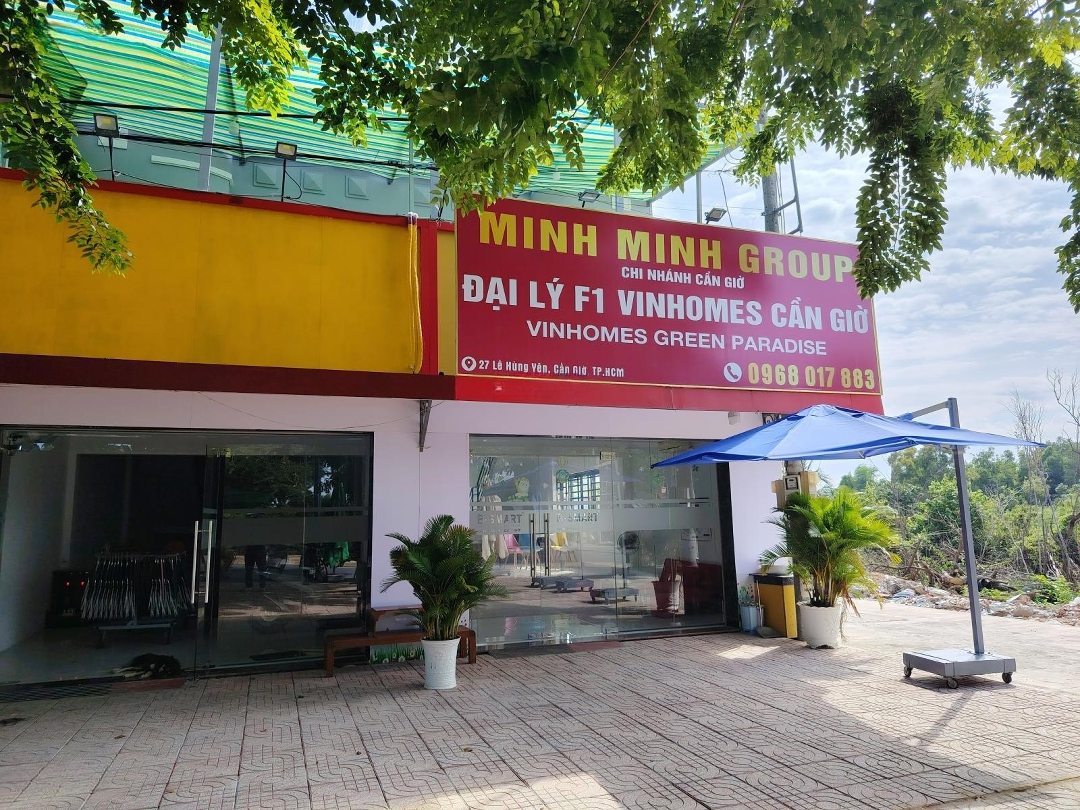 MINH MINH GROUP
CHI NHÁNH CẦN GIỜ
ĐẠI LÝ F1 VINHOMES CẦN GIỜ
VINHOMES GREEN PARADISE
27 Lê Hùng Yên, Cần Giờ, TP.HCM
0968 017 883